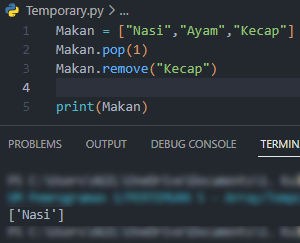 Temporary.py > ...
1 Makan = ["Nasi","Ayam","Kecap"]
2 Makan.pop(1)
3 Makan.remove("Kecap")
4
5 print(Makan)
PROBLEMS OUTPUT DEBUG CONSOLE TERMIN
['Nasi']